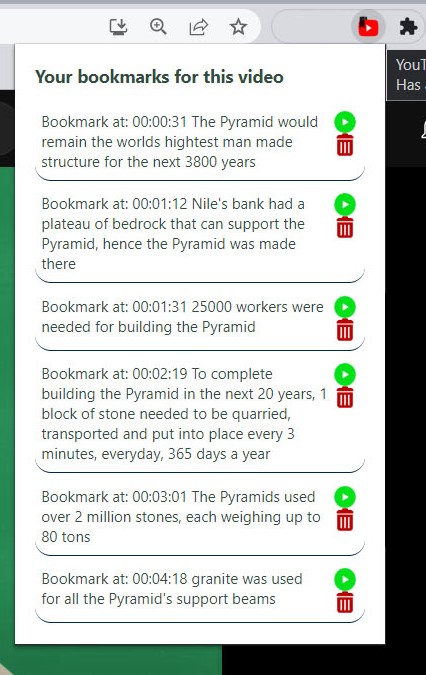 Your bookmarks for this video
YouT
Has
Bookmark at: 00:00:31 The Pyramid would
remain the worlds hightest man made
structure for the next 3800 years
Bookmark at: 00:01:12 Nile's bank had a
plateau of bedrock that can support the
Pyramid, hence the Pyramid was made
there
Bookmark at: 00:01:31 25000 workers were
needed for building the Pyramid
Bookmark at: 00:02:19 To complete
building the Pyramid in the next 20 years, 1
block of stone needed to be quarried,
transported and put into place every 3
minutes, everyday, 365 days a year
Bookmark at: 00:03:01 The Pyramids used
over 2 million stones, each weighing up to
80 tons
Bookmark at: 00:04:18 granite was used
for all the Pyramid's support beams